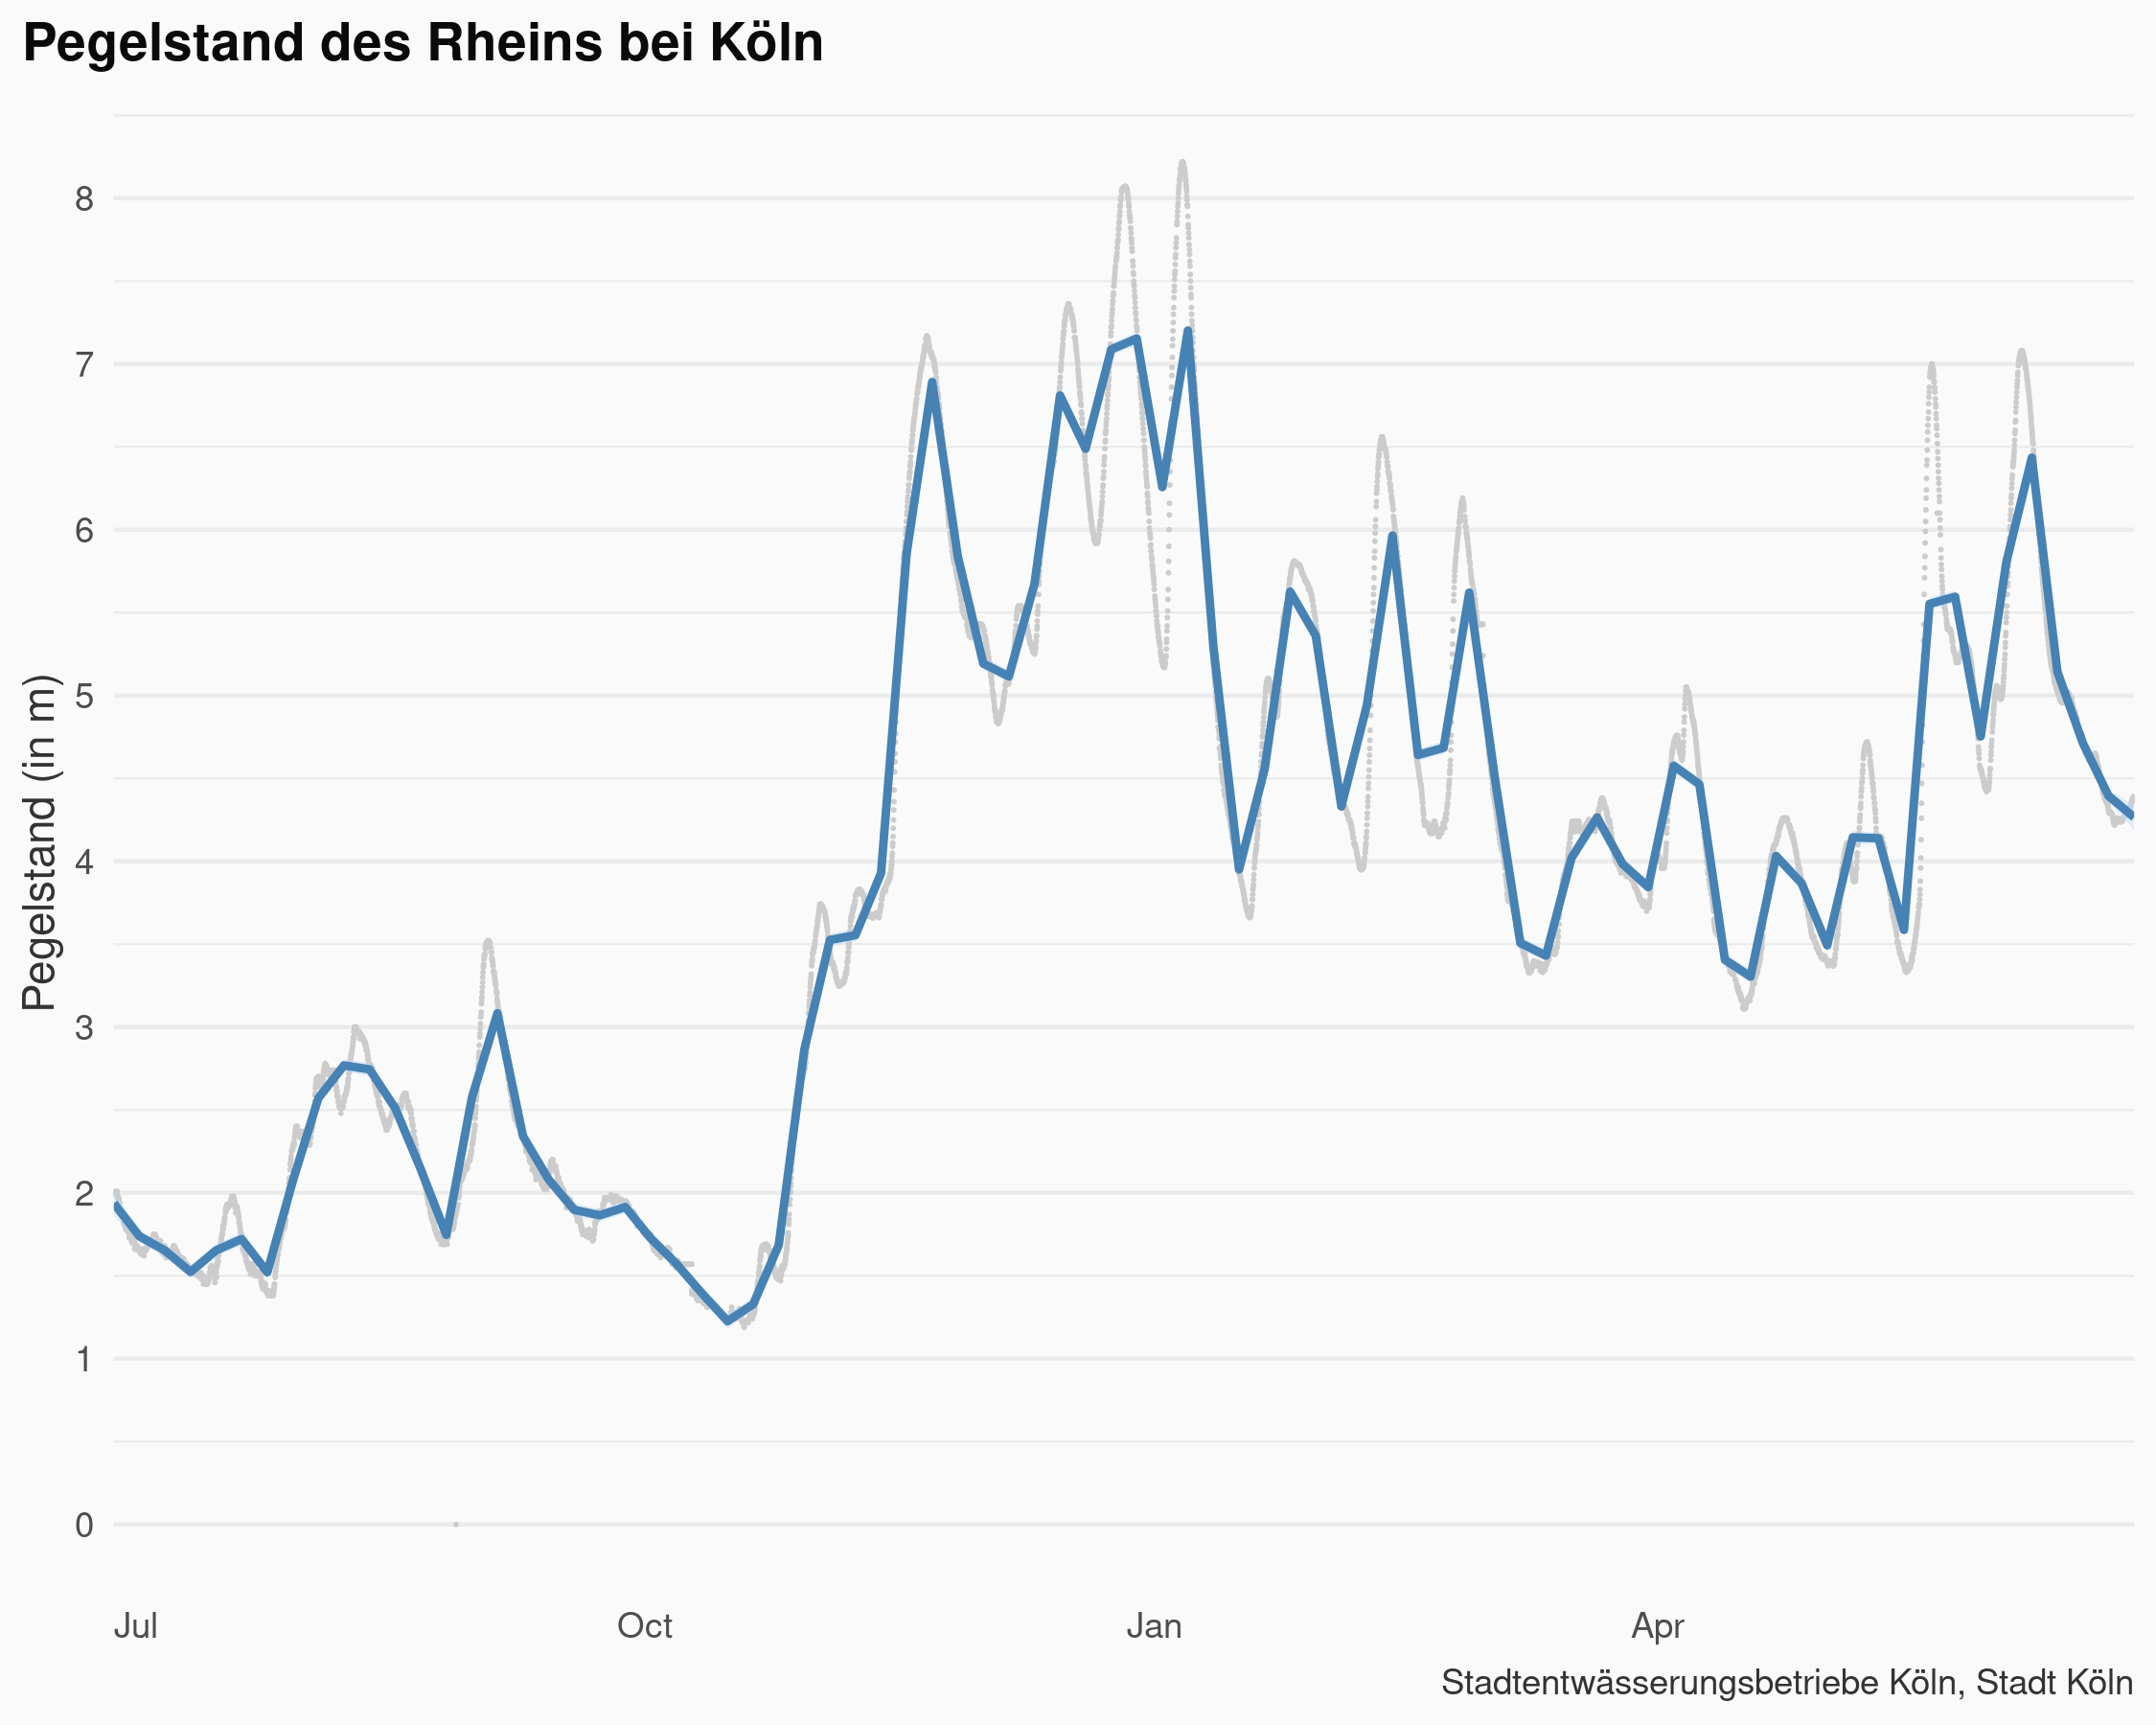 Pegelstand des Rheins bei Köln
Pegelstand (in m)
8
7
6
5
4
3
2
1
0
Jul Oct Jan Apr
Stadtentwässerungsbetriebe Köln, Stadt Köln